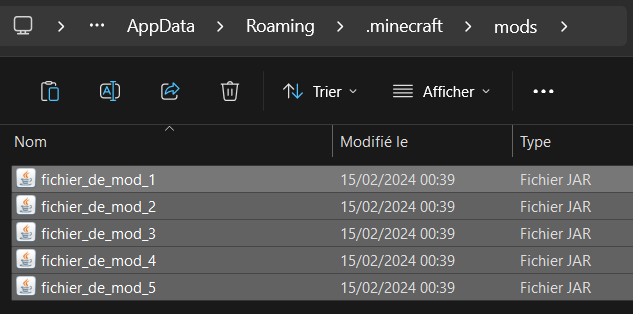 AppData Roaming .minecraft mods
Trier Afficher
Nom Modifié le Type
fichier_de_mod_1 15/02/2024 00:39 Fichier JAR
fichier_de_mod_2 15/02/2024 00:39 Fichier JAR
fichier_de_mod_3 15/02/2024 00:39 Fichier JAR
fichier_de_mod_4 15/02/2024 00:39 Fichier JAR
fichier_de_mod_5 15/02/2024 00:39 Fichier JAR